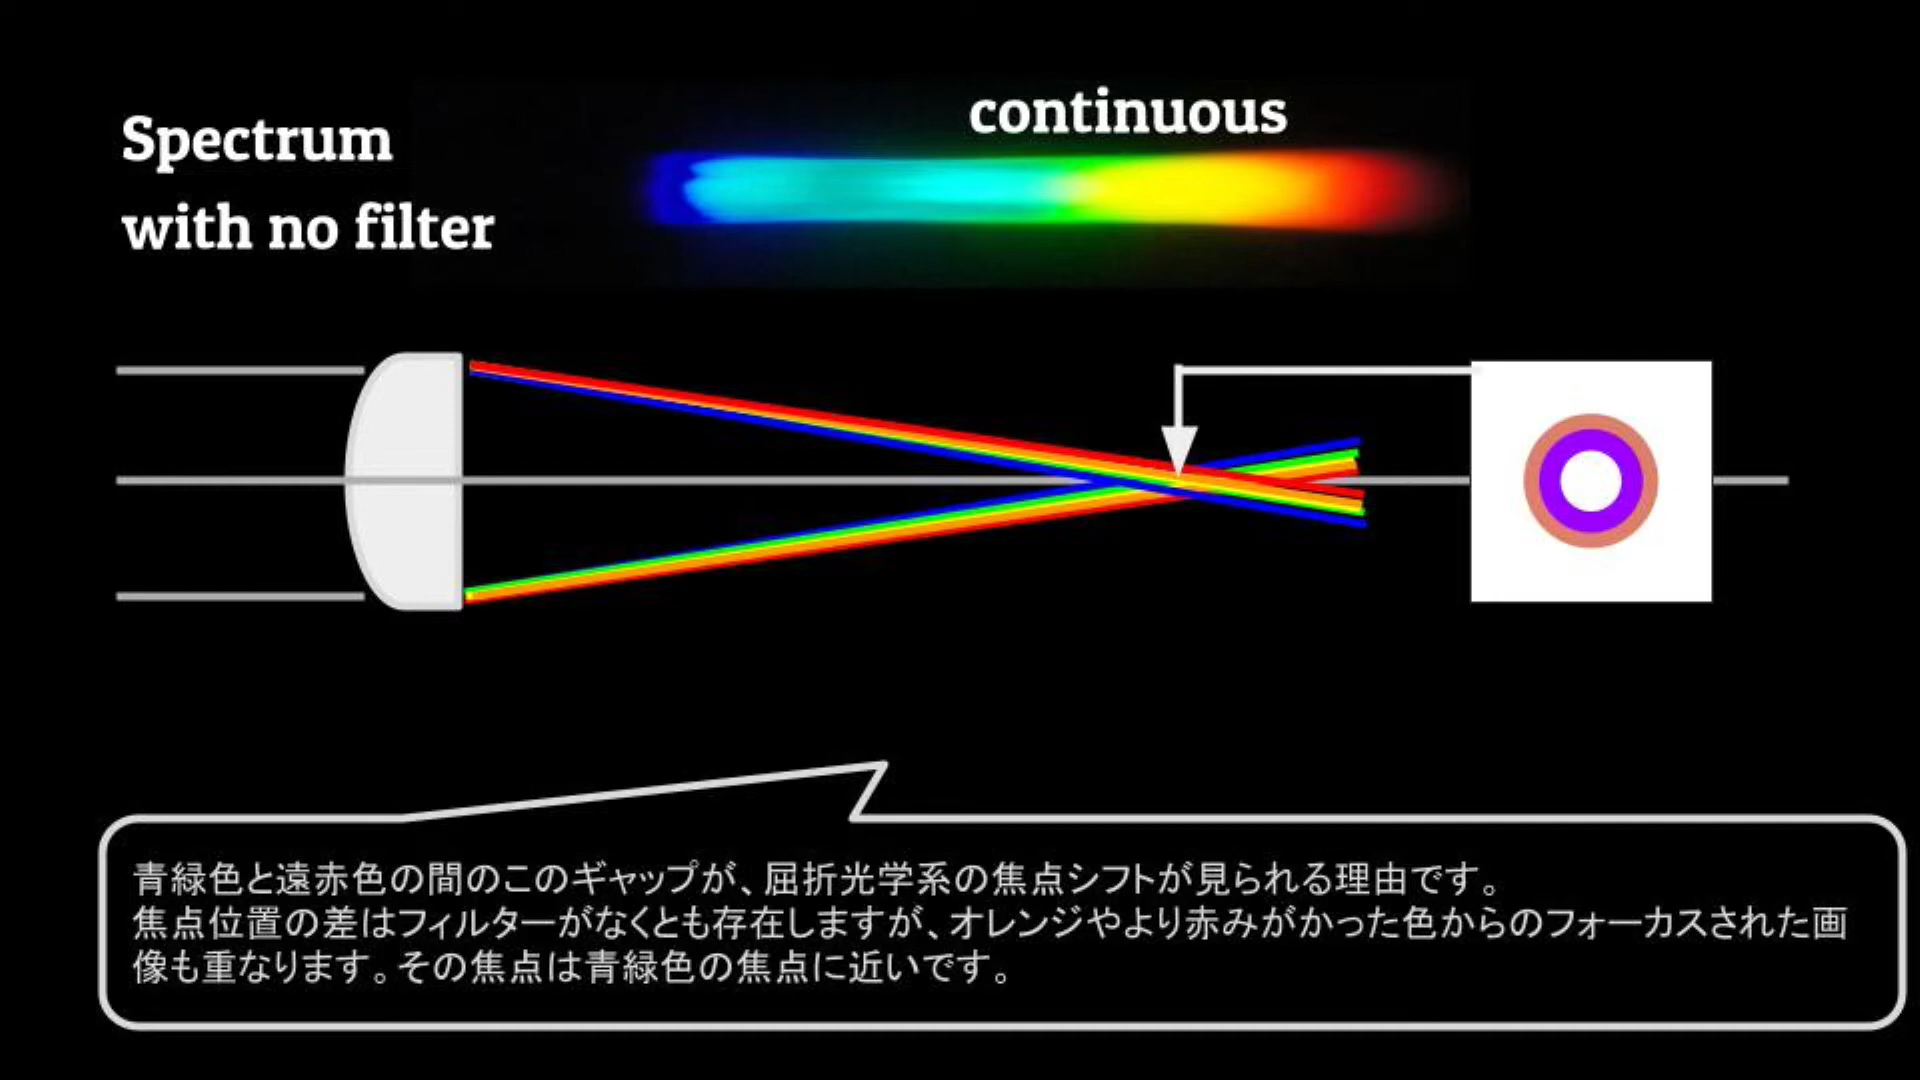 Spectrum
with no filter
continuous
青緑色と遠赤色の間のこのギャップが、屈折光学系の焦点シフトが見られる理由です。
焦点位置の差はフィルターがなくとも存在しますが、オレンジやより赤みがかった色からのフォーカスされた画
像も重なります。その焦点は青緑色の焦点に近いです。